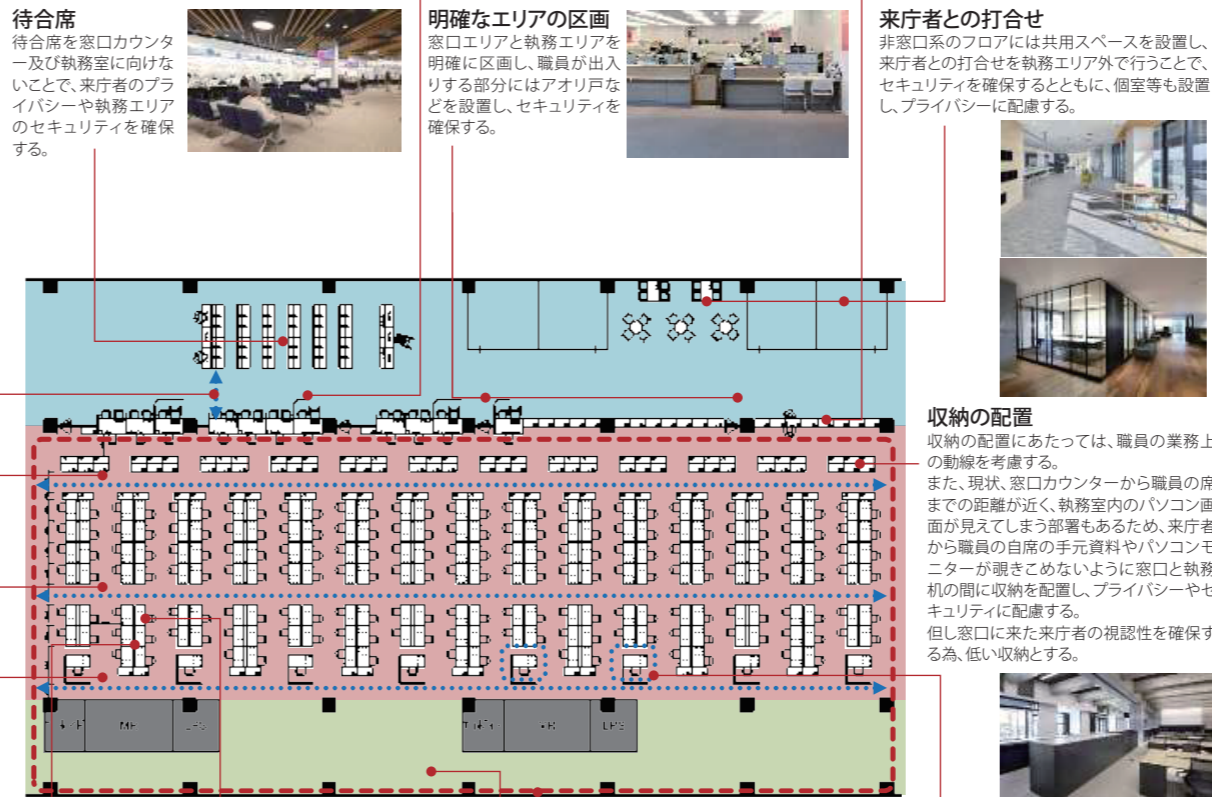 待合席
待合席を窓口カウンタ
ー及び執務室に向けな
いことで、来庁者のプラ
イバシーや執務エリア
のセキュリティを確保
する。
明確なエリアの区画
窓口エリアと執務エリアを
明確に区画し、職員が出入
りする部分にはアオリ戸な
どを設置し、セキュリティを
確保する。
来庁者との打合せ
非窓口系のフロアには共用スペースを設置し、
来庁者との打合せを執務エリア外で行うことで、
セキュリティを確保するとともに、個室等も設置
し、プライバシーに配慮する。
収納の配置
収納の配置にあたっては、職員の業務上
の動線を考慮する。
また、現状、窓口カウンターから職員の席
までの距離が近く、執務室内のパソコン画
面が見えてしまう部署もあるため、来庁者
から職員の自席の手元資料やパソコンモ
ニターが覗きこめないように窓口と執務
机の間に収納を配置し、プライバシーやセ
キュリティに配慮する。
但し窓口に来た来庁者の視認性を確保す
る為、低い収納とする。